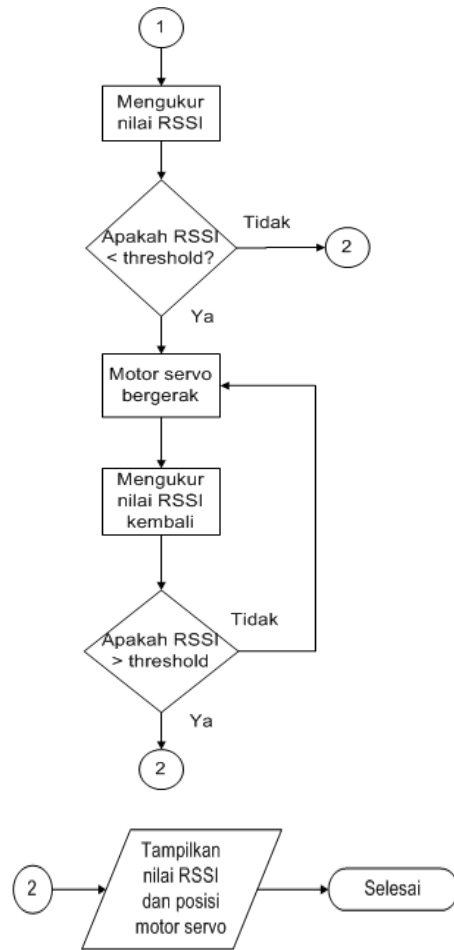 1
Mengukur
nilai RSSI
Apakah RSSI
< threshold?
Tidak
2
Ya
Motor servo
bergerak
Mengukur
nilai RSSI
kembali
Apakah RSSI
> threshold
Tidak
Ya
2
2
Tampilkan
nilai RSSI
dan posisi
motor servo
Selesai